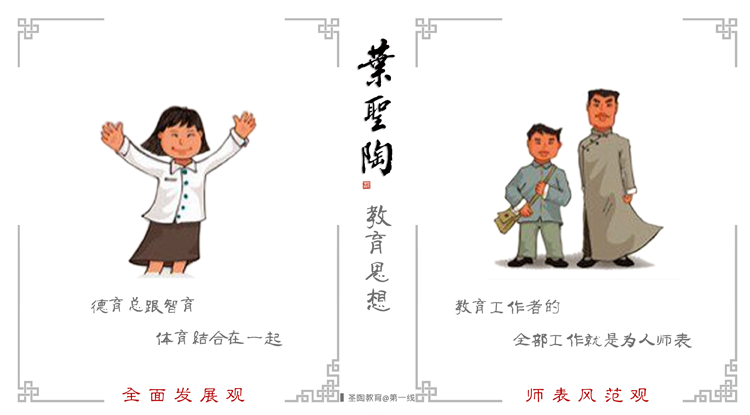 葉聖陶
教育思想
德育总跟智育
体育结合在一起
全面发展观
教育工作者的
全部工作就是为人师表
师表风范观
圣陶教育@第一线